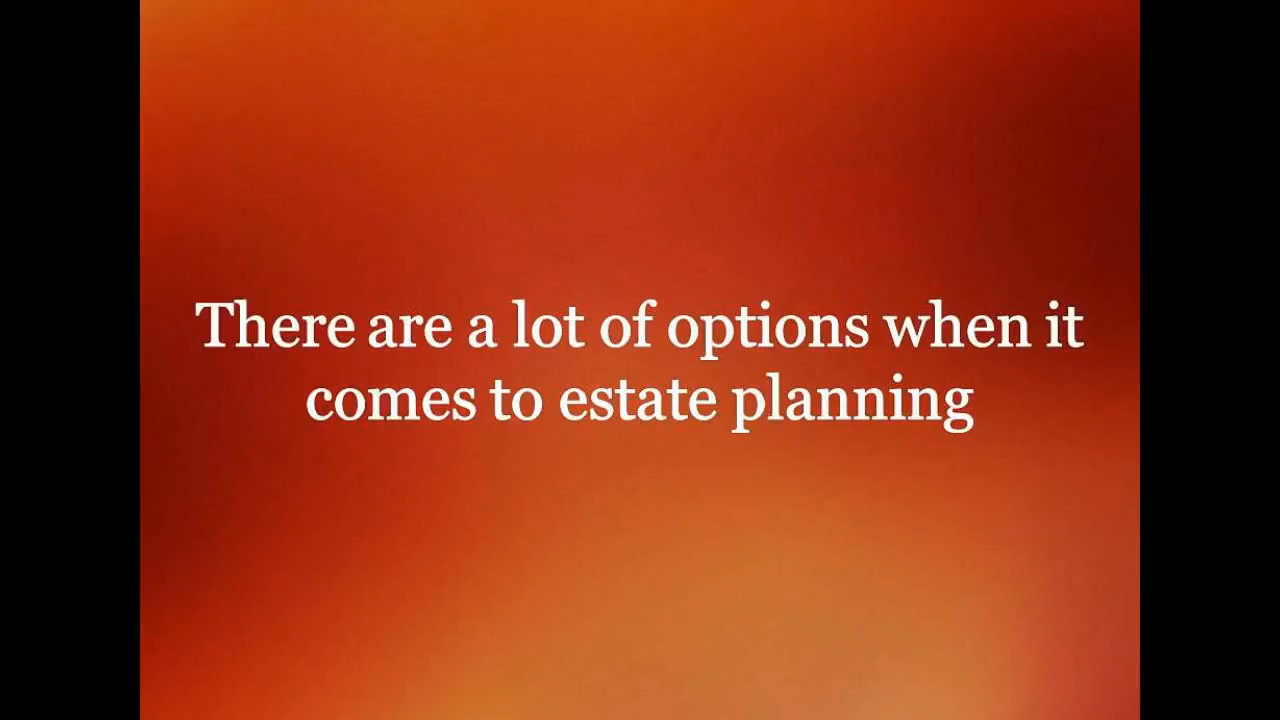 There are a lot of options when it
comes to estate planning